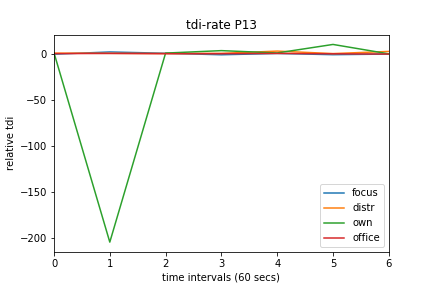 tdi-rate P13
relative tdi
0
−50
−100
−150
−200
0 1 2 3 4 5 6
time intervals (60 secs)
focus
distr
own
office